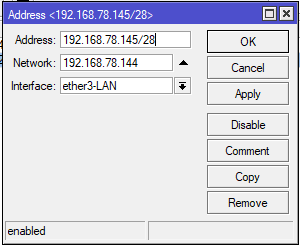 Address <192.168.78.145/28>
Address: 192.168.78.145/28 OK
Network: 192.168.78.144 Cancel
Interface: ether3-LAN Apply
Disable
Comment
Copy
Remove
enabled